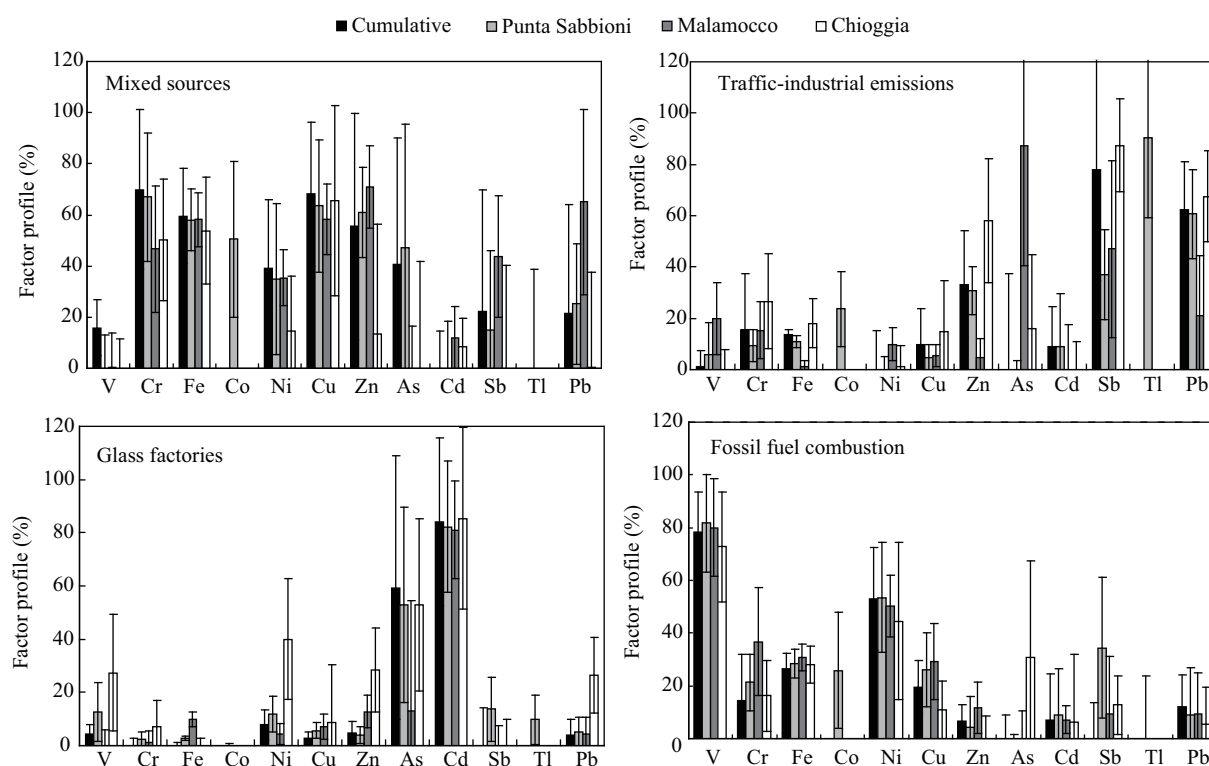 Cumulative Punta Sabbioni Malamocco Chioggia
Mixed sources
Factor profile (%)
120
100
80
60
40
20
0
V Cr Fe Co Ni Cu Zn As Cd Sb Tl Pb
Traffic-industrial emissions
Factor profile (%)
120
100
80
60
40
20
0
V Cr Fe Co Ni Cu Zn As Cd Sb Tl Pb
Glass factories
Factor profile (%)
120
100
80
60
40
20
0
V Cr Fe Co Ni Cu Zn As Cd Sb Tl Pb
Fossil fuel combustion
Factor profile (%)
120
100
80
60
40
20
0
V Cr Fe Co Ni Cu Zn As Cd Sb Tl Pb